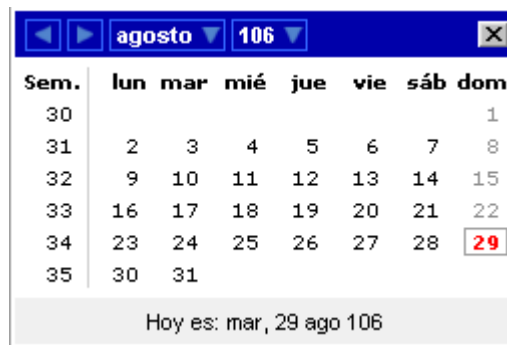 agosto 106
Sem. lun mar mié jue vie sáb dom
30 1
31 2 3 4 5 6 7 8
32 9 10 11 12 13 14 15
33 16 17 18 19 20 21 22
34 23 24 25 26 27 28 29
35 30 31
Hoy es: mar, 29 ago 106